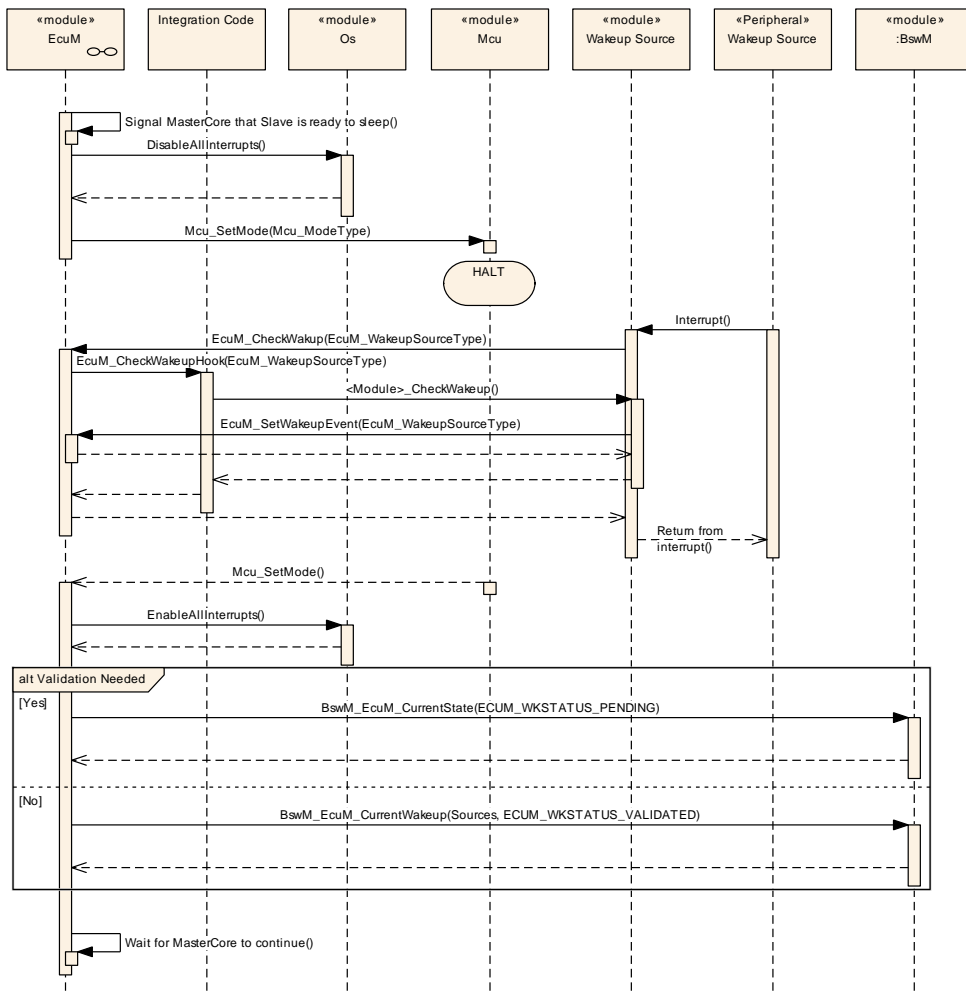 «module»
EcuM
Integration Code
«module»
Os
«module»
Mcu
«module»
Wakeup Source
«Peripheral»
Wakeup Source
«module»
:BswM
Signal MasterCore that Slave is ready to sleep()
DisableAllInterrupts()
Mcu_SetMode(Mcu_ModeType)
HALT
Interrupt()
EcuM_CheckWakup(EcuM_WakeupSourceType)
EcuM_CheckWakeupHook(EcuM_WakeupSourceType)
<Module>_CheckWakeup()
EcuM_SetWakeupEvent(EcuM_WakeupSourceType)
Return from
interrupt()
Mcu_SetMode()
EnableAllInterrupts()
alt Validation Needed
[Yes]
BswM_EcuM_CurrentState(ECUM_WKSTATUS_PENDING)
[No]
BswM_EcuM_CurrentWakeup(Sources, ECUM_WKSTATUS_VALIDATED)
Wait for MasterCore to continue()